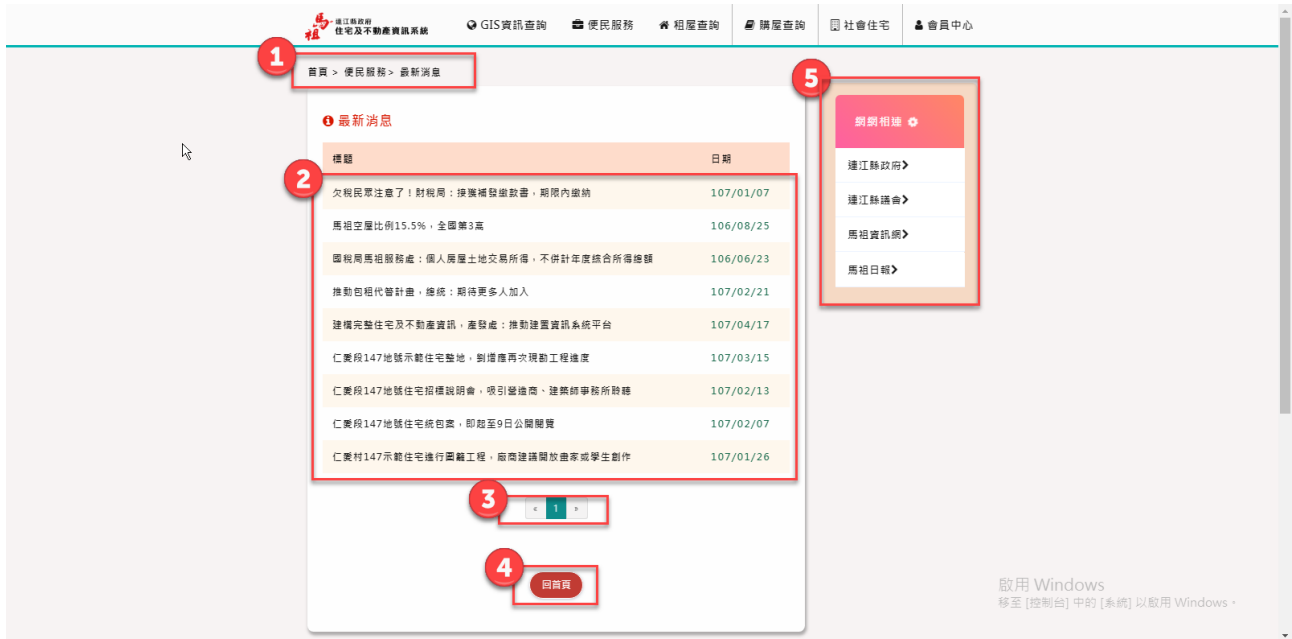 馬祖 連江縣政府
住宅及不動產資訊系統
GIS資訊查詢
便民服務
租屋查詢
購屋查詢
社會住宅
會員中心
1
首頁 > 便民服務> 最新消息
5
最新消息
網網相連
標題 日期
連江縣政府
2
欠稅民眾注意了！財稅局：接獲補發繳款書，期限內繳納 107/01/07
連江縣議會
馬祖空屋比例15.5%，全國第3高 106/08/25
馬祖資訊網
國稅局馬祖服務處：個人房屋土地交易所得，不併計年度綜合所得總額 106/06/23
馬祖日報
推動包租代管計畫，總統：期待更多人加入 107/02/21
建構完整住宅及不動產資訊，產發處：推動建置資訊系統平台 107/04/17
仁愛段147地號示範住宅整地，劉增應再次現勘工程進度 107/03/15
仁愛段147地號住宅招標說明會，吸引營造商、建築師事務所聆聽 107/02/13
仁愛段147地號住宅統包案，即起至9日公開閱覽 107/02/07
仁愛村147示範住宅進行圍籬工程，廠商建議開放畫家或學生創作 107/01/26
3
« 1 »
4
回首頁
啟用 Windows
移至 [控制台] 中的 [系統] 以啟用 Windows。